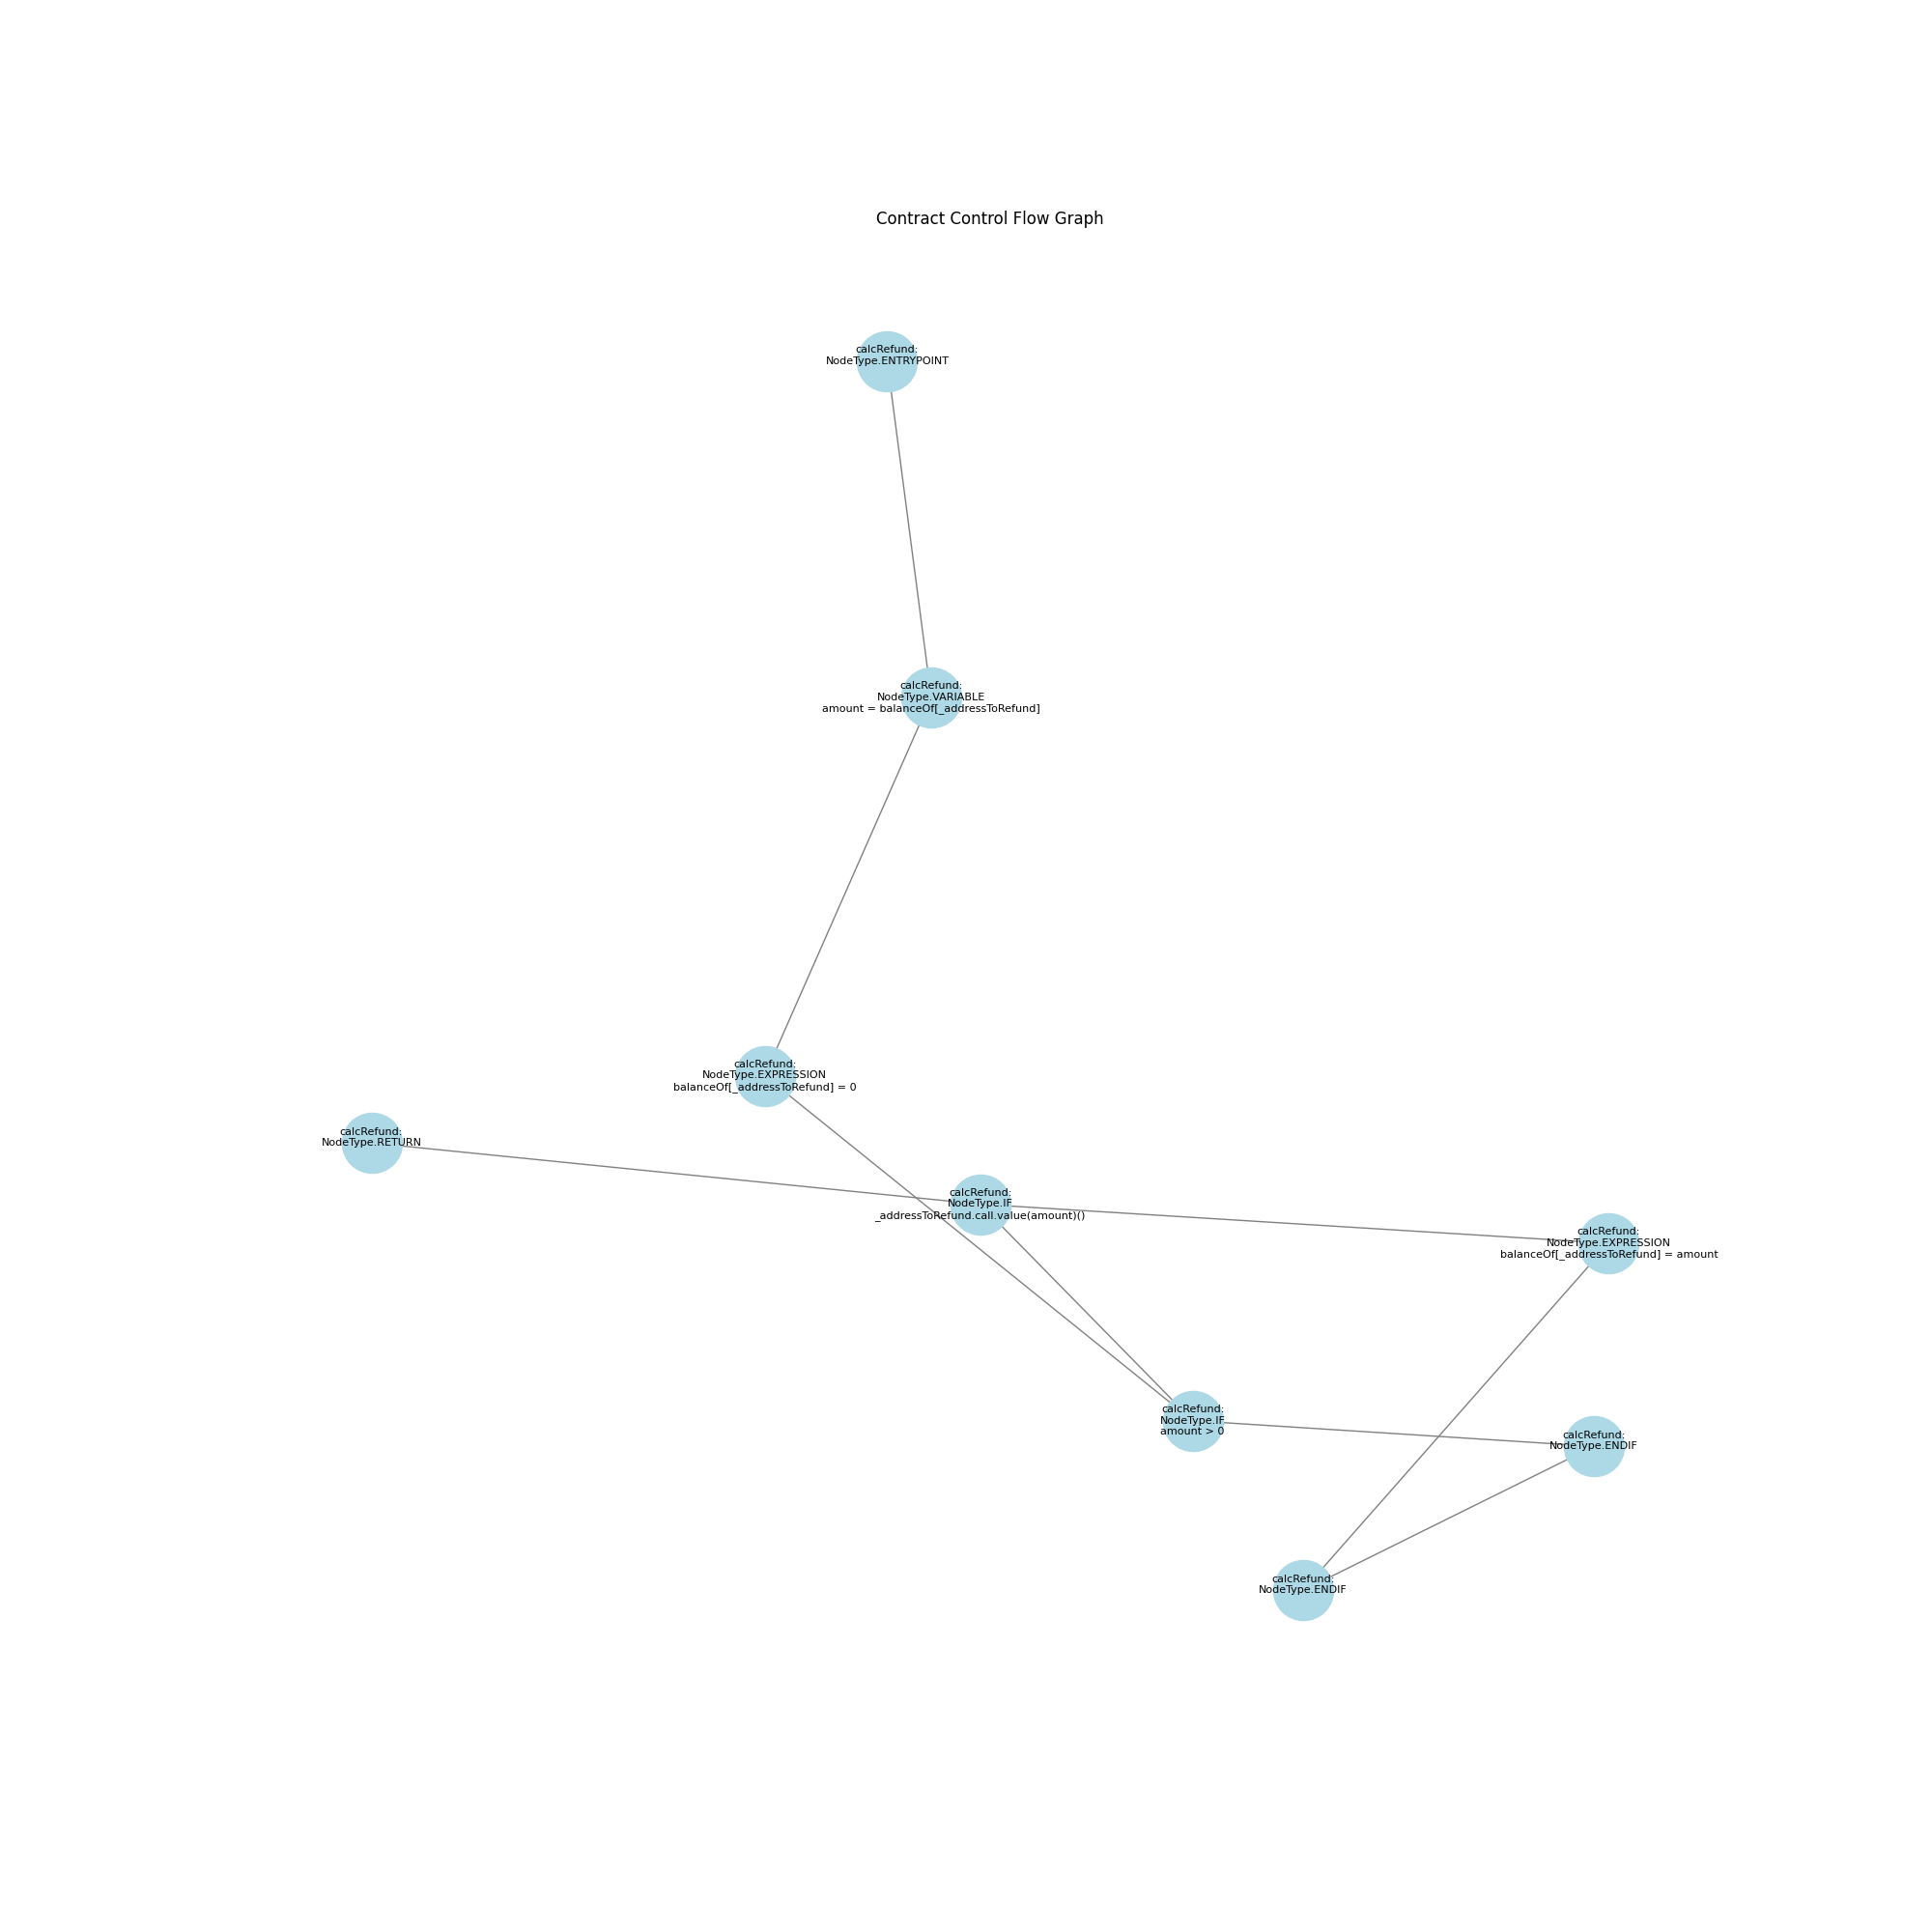 Contract Control Flow Graph
calcRefund:
NodeType.ENTRYPOINT
calcRefund:
NodeType.VARIABLE
amount = balanceOf[_addressToRefund]
calcRefund:
NodeType.EXPRESSION
balanceOf[_addressToRefund] = 0
calcRefund:
NodeType.RETURN
calcRefund:
NodeType.IF
_addressToRefund.call.value(amount)()
calcRefund:
NodeType.EXPRESSION
balanceOf[_addressToRefund] = amount
calcRefund:
NodeType.IF
amount > 0
calcRefund:
NodeType.ENDIF
calcRefund:
NodeType.ENDIF